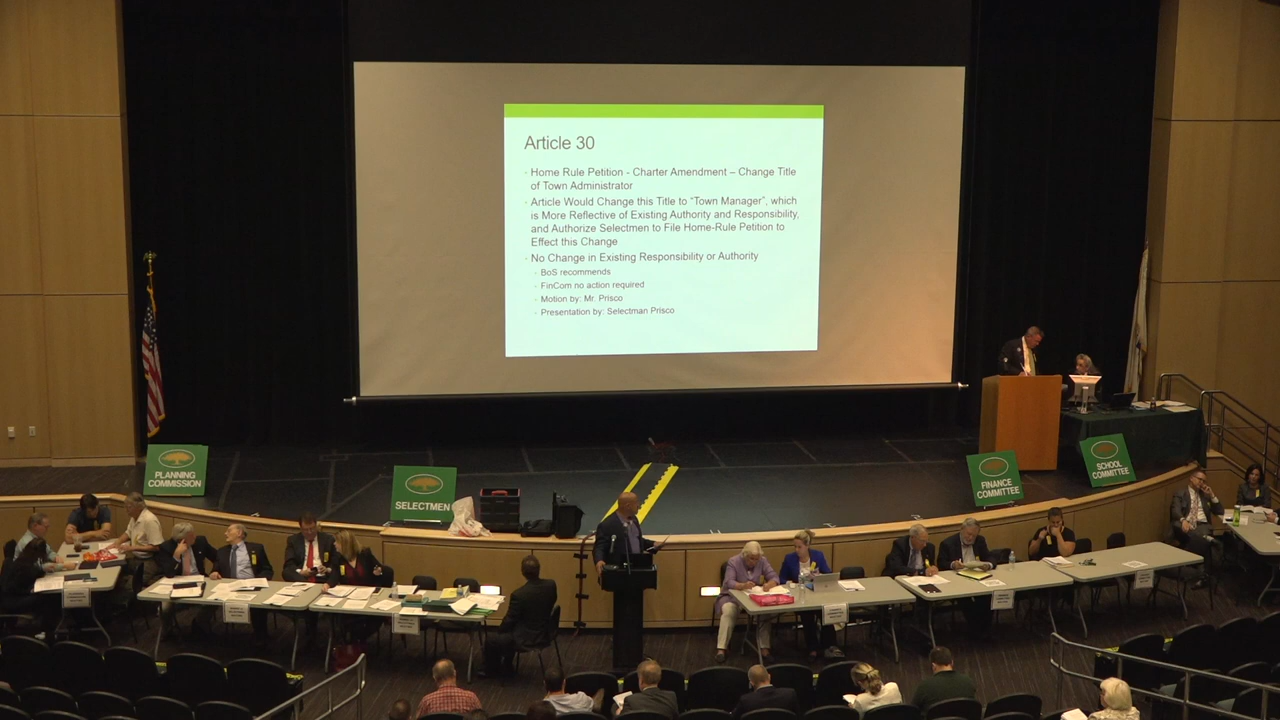 Article 30
Home Rule Petition - Charter Amendment – Change Title
of Town Administrator
Article Would Change this Title to “Town Manager”, which
is More Reflective of Existing Authority and Responsibility,
and Authorize Selectmen to File Home-Rule Petition to
Effect this Change
No Change in Existing Responsibility or Authority
BoS recommends
FinCom no action required
Motion by: Mr. Prisco
Presentation by: Selectman Prisco
PLANNING
COMMISSION
SELECTMEN
FINANCE
COMMITTEE
SCHOOL
COMMITTEE